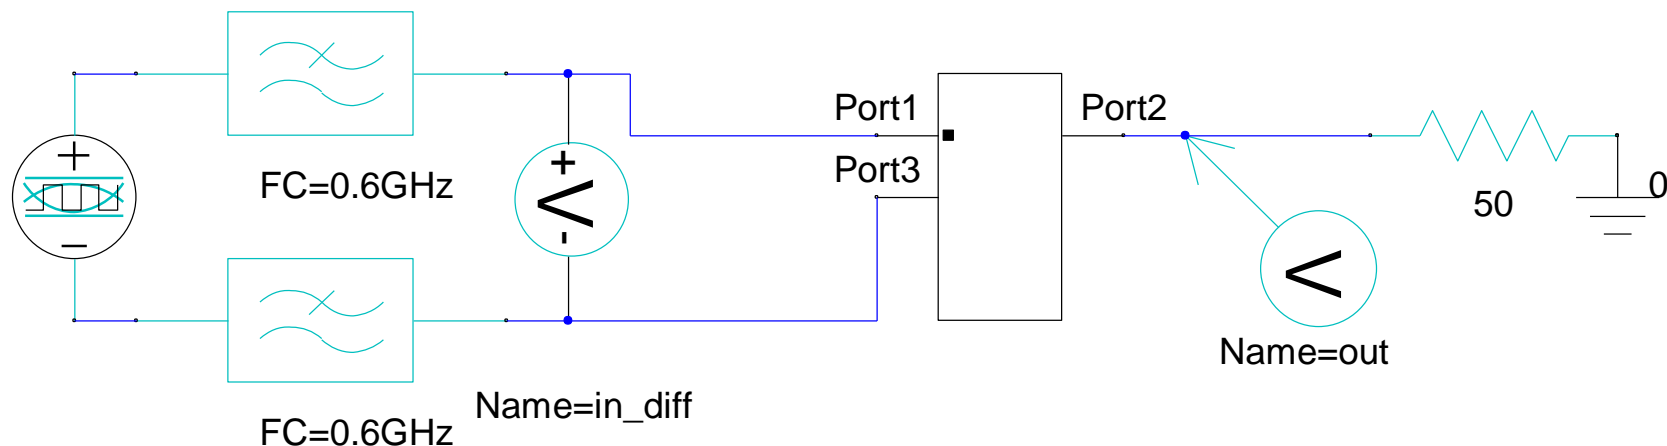 Port1
Port2
Port3
FC=0.6GHz
+
V
-
50
0
Name=in_diff
V
Name=out
FC=0.6GHz